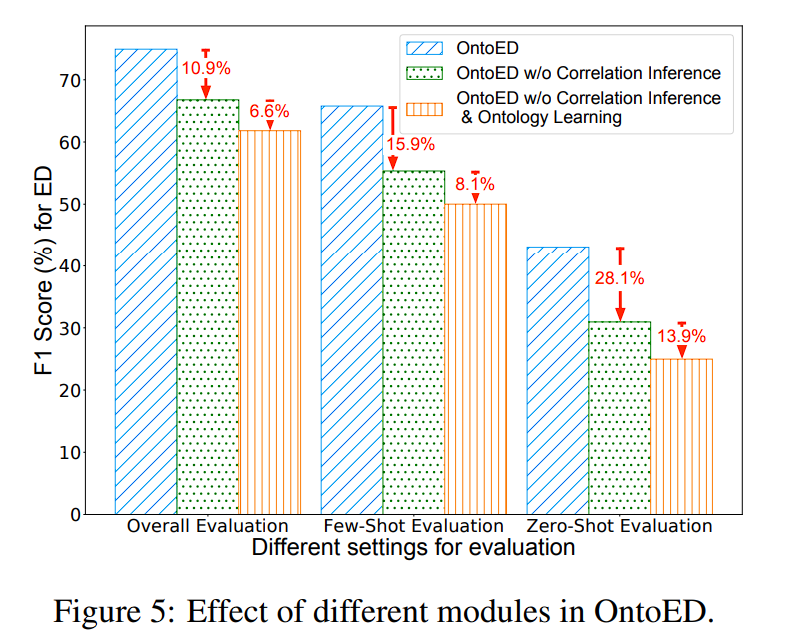 OntoED
OntoED w/o Correlation Inference
OntoED w/o Correlation Inference
& Ontology Learning
F1 Score (%) for ED
70
60
50
40
30
20
10
0
10.9%
6.6%
15.9%
8.1%
28.1%
13.9%
Overall Evaluation
Few-Shot Evaluation
Zero-Shot Evaluation
Different settings for evaluation
Figure 5: Effect of different modules in OntoED.